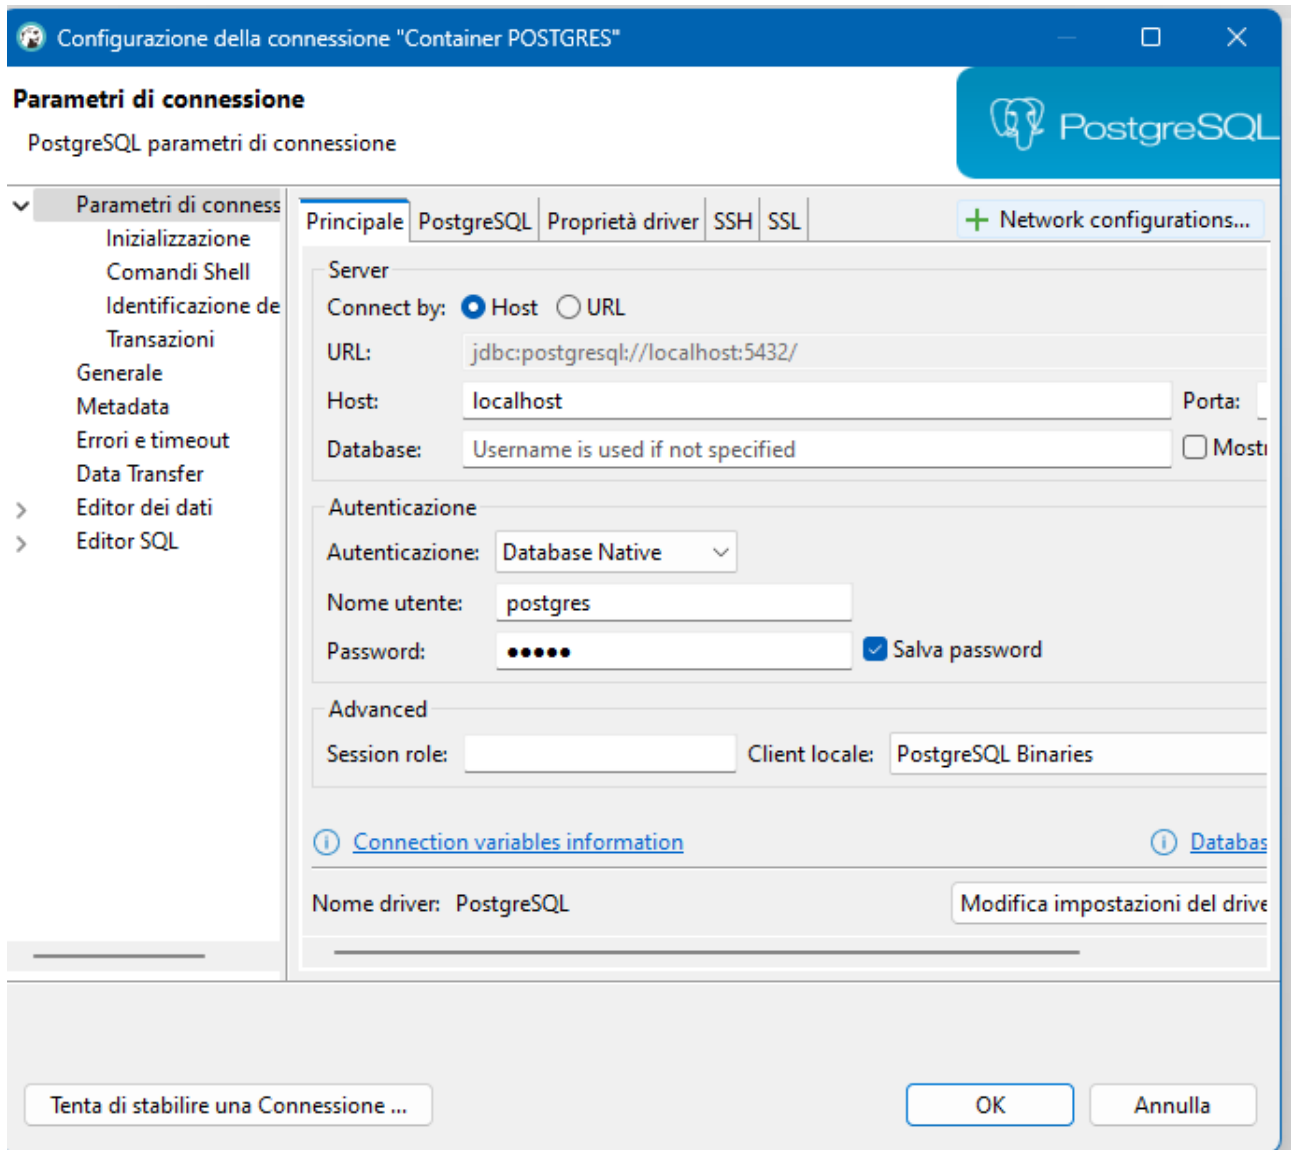 Configurazione della connessione "Container POSTGRES"
Parametri di connessione
PostgreSQL parametri di connessione
PostgreSQL
Parametri di conness
Inizializzazione
Comandi Shell
Identificazione de
Transazioni
Generale
Metadata
Errori e timeout
Data Transfer
Editor dei dati
Editor SQL
Principale PostgreSQL Proprietà driver SSH SSL
Network configurations...
Server
Connect by: Host URL
URL: jdbc:postgresql://localhost:5432/
Host: localhost Porta:
Database: Username is used if not specified Mostr
Autenticazione
Autenticazione: Database Native
Nome utente: postgres
Password: ••••• Salva password
Advanced
Session role: Client locale: PostgreSQL Binaries
Connection variables information Databas
Nome driver: PostgreSQL Modifica impostazioni del drive
Tenta di stabilire una Connessione ... OK Annulla